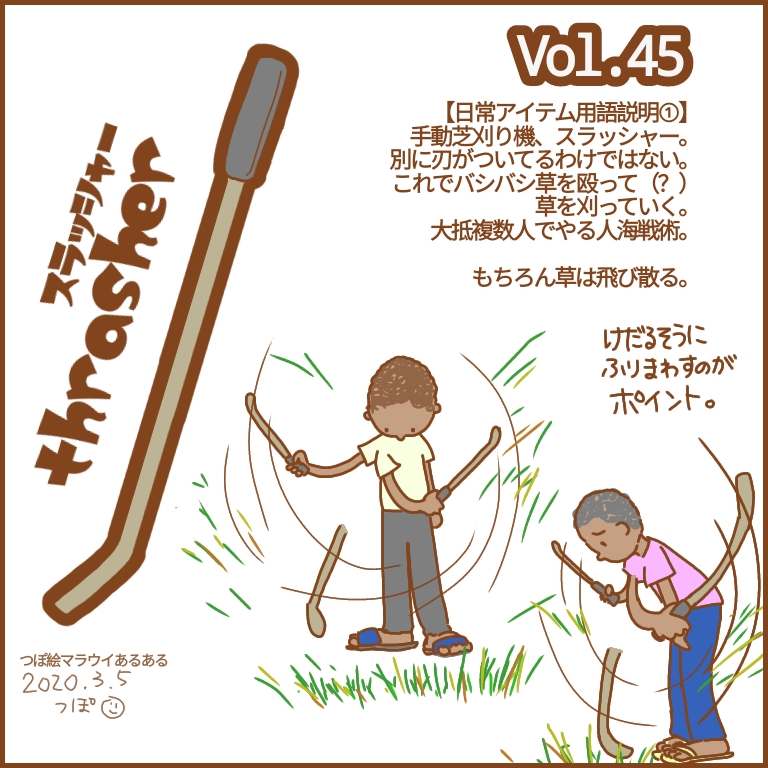 Vol.45
【日常アイテム用語説明①】
手動芝刈り機、スラッシャー。
別に刃がついてるわけではない。
これでバシバシ草を殴って（？）
草を刈っていく。
大抵複数人でやる人海戦術。
もちろん草は飛び散る。
スラッシャー
thrasher
けだるそうに
ふりまわすのが
ポイント。
つぽ絵マラウイあるある
2020.3.5
つぽ